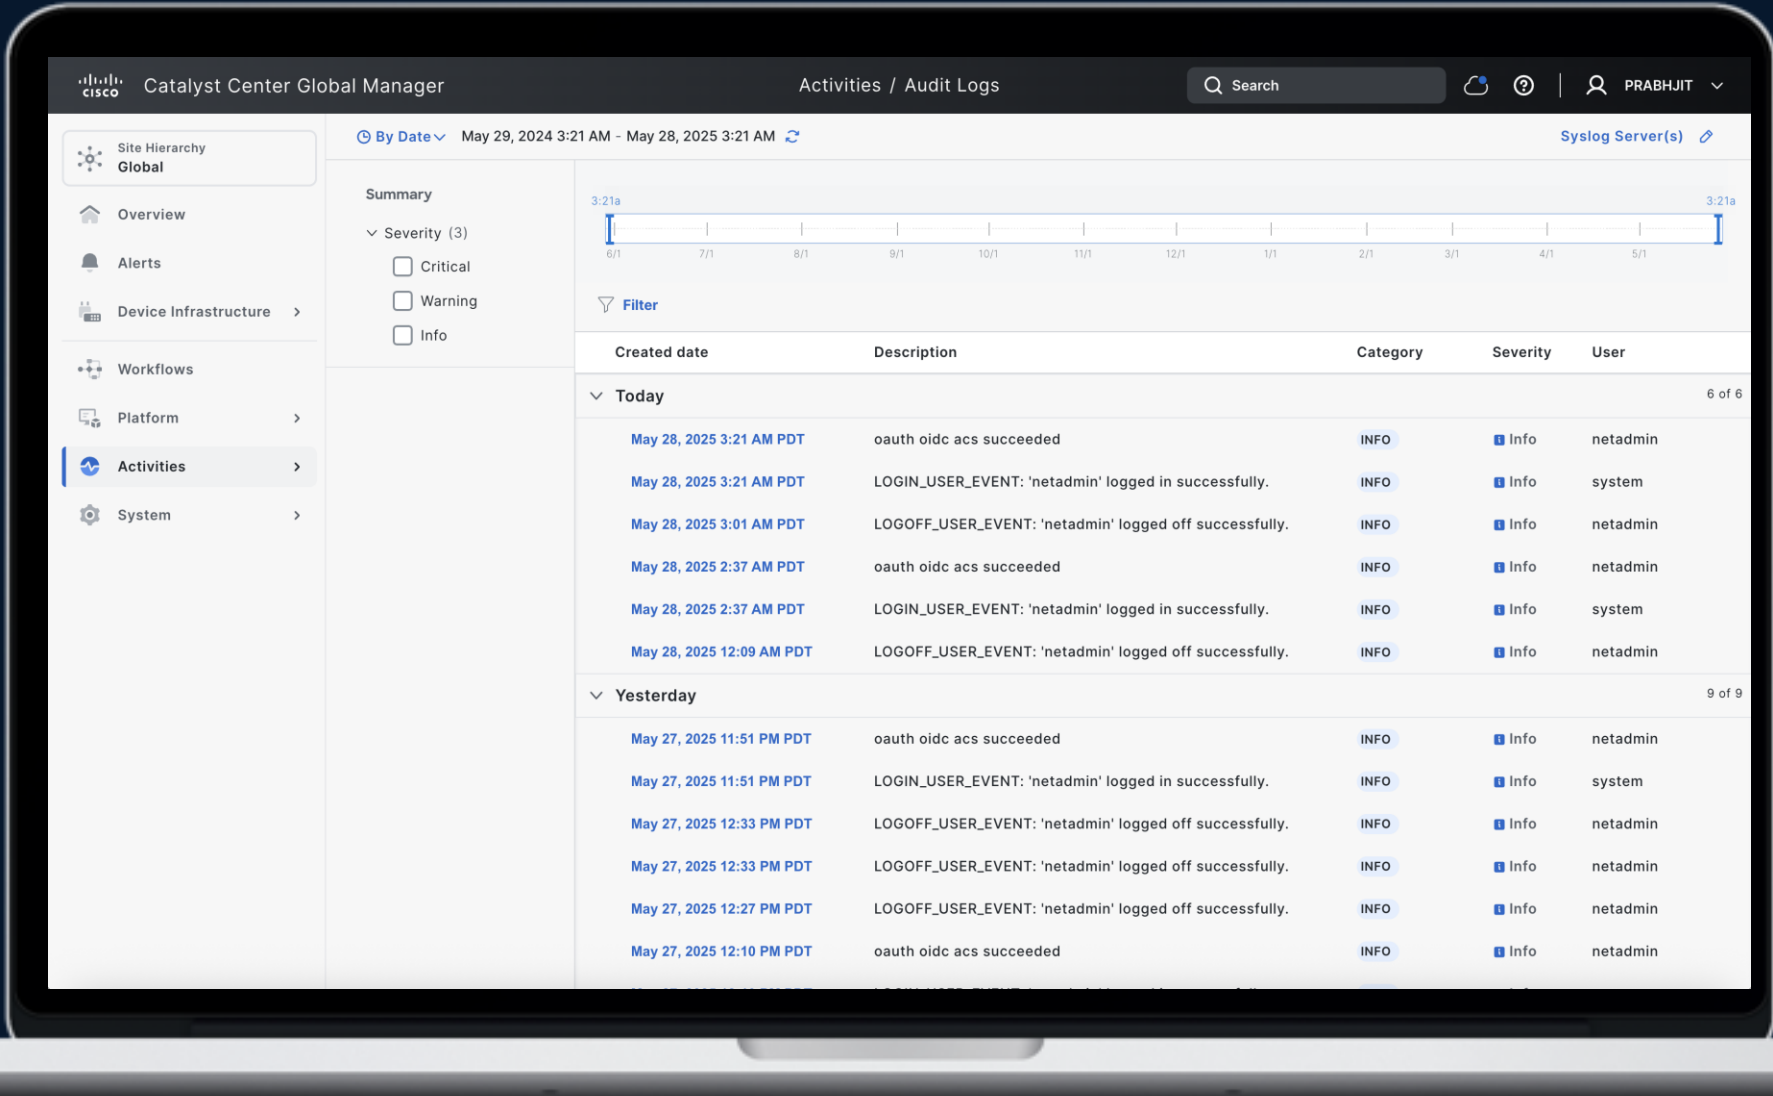 cisco
Catalyst Center Global Manager
Activities / Audit Logs
Search
PRABHJIT
Site Hierarchy
Global
Overview
Alerts
Device Infrastructure
Workflows
Platform
Activities
System
By Date
May 29, 2024 3:21 AM - May 28, 2025 3:21 AM
Syslog Server(s)
Summary
Severity (3)
Critical
Warning
Info
3:21a 3:21a
6/1 7/1 8/1 9/1 10/1 11/1 12/1 1/1 2/1 3/1 4/1 5/1
Filter
Created date Description Category Severity User
Today 6 of 6
May 28, 2025 3:21 AM PDT oauth oidc acs succeeded INFO Info netadmin
May 28, 2025 3:21 AM PDT LOGIN_USER_EVENT: 'netadmin' logged in successfully. INFO Info system
May 28, 2025 3:01 AM PDT LOGOFF_USER_EVENT: 'netadmin' logged off successfully. INFO Info netadmin
May 28, 2025 2:37 AM PDT oauth oidc acs succeeded INFO Info netadmin
May 28, 2025 2:37 AM PDT LOGIN_USER_EVENT: 'netadmin' logged in successfully. INFO Info system
May 28, 2025 12:09 AM PDT LOGOFF_USER_EVENT: 'netadmin' logged off successfully. INFO Info netadmin
Yesterday 9 of 9
May 27, 2025 11:51 PM PDT oauth oidc acs succeeded INFO Info netadmin
May 27, 2025 11:51 PM PDT LOGIN_USER_EVENT: 'netadmin' logged in successfully. INFO Info system
May 27, 2025 12:33 PM PDT LOGOFF_USER_EVENT: 'netadmin' logged off successfully. INFO Info netadmin
May 27, 2025 12:33 PM PDT LOGOFF_USER_EVENT: 'netadmin' logged off successfully. INFO Info netadmin
May 27, 2025 12:27 PM PDT LOGOFF_USER_EVENT: 'netadmin' logged off successfully. INFO Info netadmin
May 27, 2025 12:10 PM PDT oauth oidc acs succeeded INFO Info netadmin